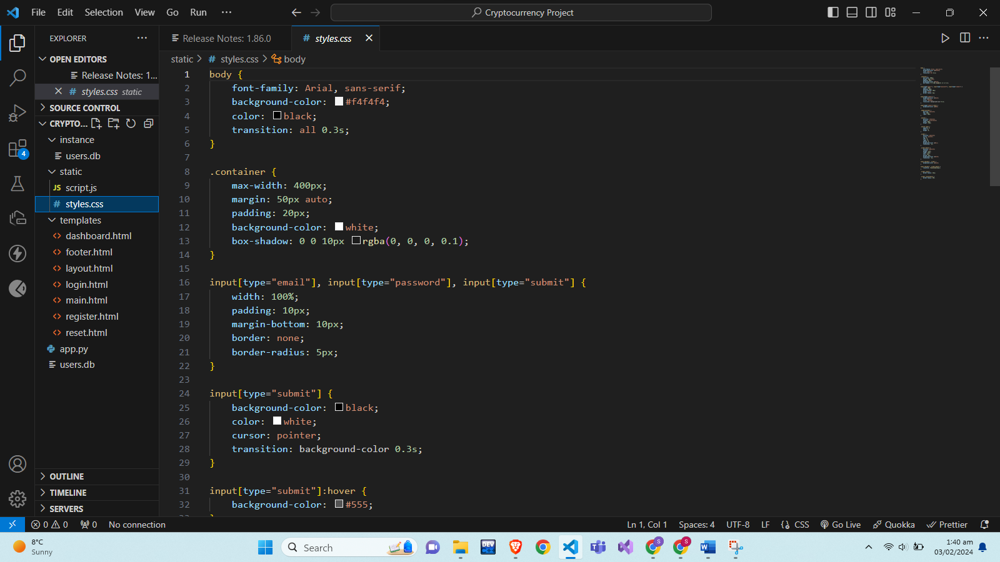 File Edit Selection View Go Run ···
Cryptocurrency Project
EXPLORER
OPEN EDITORS
Release Notes: 1...
styles.css static
SOURCE CONTROL
CRYPTO...
instance
users.db
static
JS script.js
# styles.css
templates
<> dashboard.html
<> footer.html
<> layout.html
<> login.html
<> main.html
<> register.html
<> reset.html
app.py
users.db
OUTLINE
TIMELINE
SERVERS
4
Release Notes: 1.86.0
# styles.css
static > # styles.css > body
1 body {
2 font-family: Arial, sans-serif;
3 background-color: #f4f4f4;
4 color: black;
5 transition: all 0.3s;
6 }
7
8 .container {
9 max-width: 400px;
10 margin: 50px auto;
11 padding: 20px;
12 background-color: white;
13 box-shadow: 0 0 10px rgba(0, 0, 0, 0.1);
14 }
15
16 input[type="email"], input[type="password"], input[type="submit"] {
17 width: 100%;
18 padding: 10px;
19 margin-bottom: 10px;
20 border: none;
21 border-radius: 5px;
22 }
23
24 input[type="submit"] {
25 background-color: black;
26 color: white;
27 cursor: pointer;
28 transition: background-color 0.3s;
29 }
30
31 input[type="submit"]:hover {
32 background-color: #555;
0 0 0 No connection
Ln 1, Col 1 Spaces: 4 UTF-8 LF {} CSS Go Live Quokka Prettier
8°C
Sunny
Search
DEV
S
S
1:40 am
03/02/2024